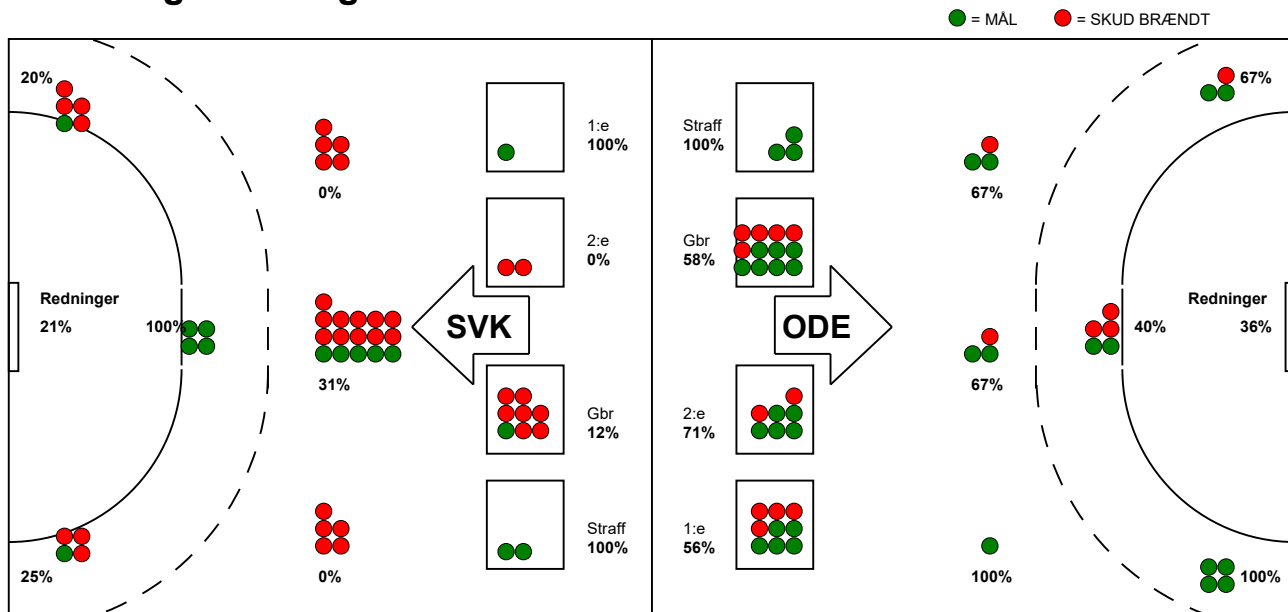 = MÅL = SKUD BRÆNDT
20%
67%
1:e
100%
Straff
100%
0%
67%
2:e
0%
Gbr
58%
Redninger
21%
100%
SVK
ODE
40%
Redninger
36%
31%
67%
Gbr
12%
2:e
71%
Straff
100%
1:e
56%
25%
0%
100%
100%